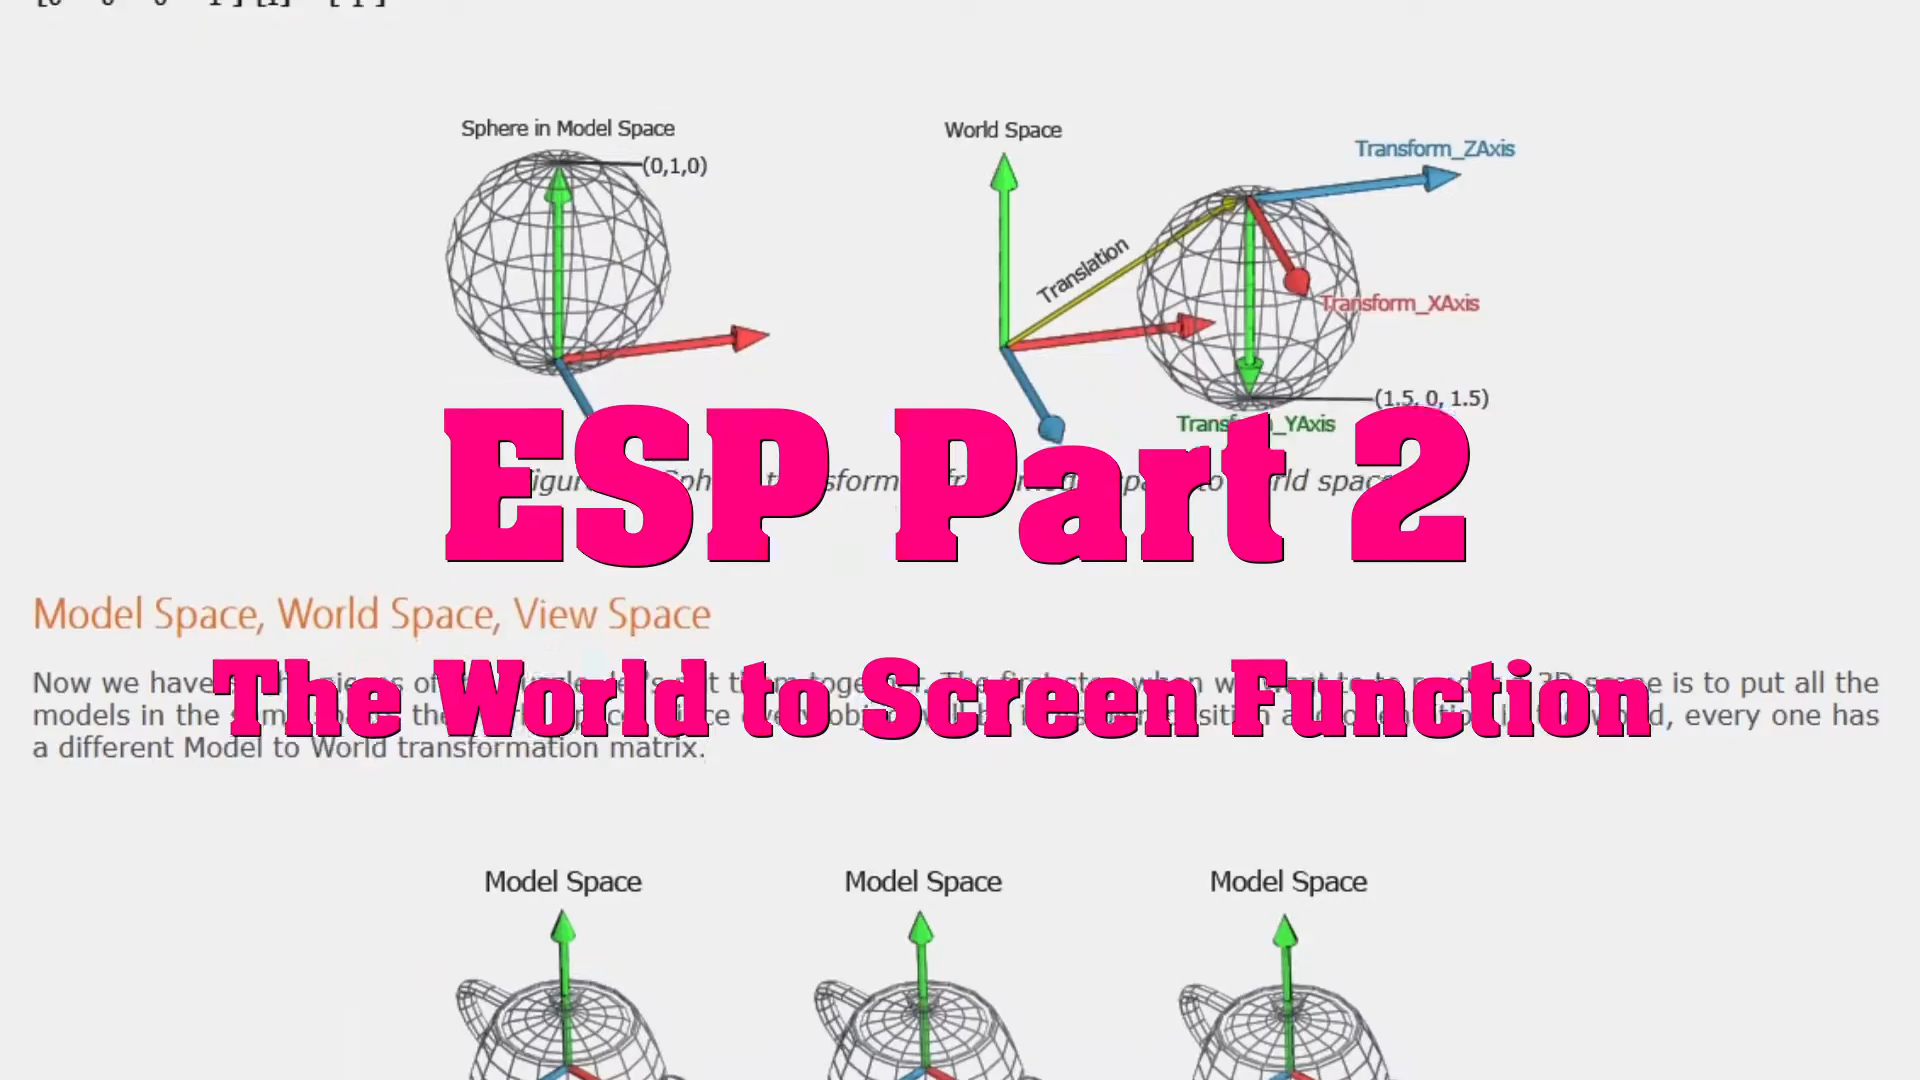 Sphere in Model Space
(0,1,0)
World Space
Transform_ZAxis
Translation
Transform_XAxis
(1.5, 0, 1.5)
ESP Part 2
Model Space, World Space, View Space
The World to Screen Function
Now we have is to put all the
models in the every one has
a different Model to World transformation matrix.
Model Space
Model Space
Model Space